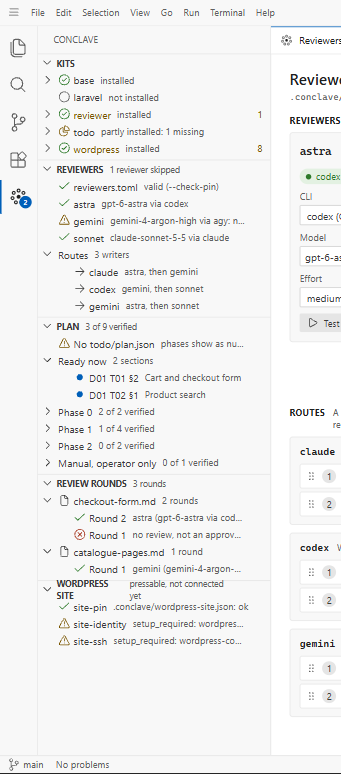 File Edit Selection View Go Run Terminal Help
CONCLAVE
KITS
base installed
laravel not installed
reviewer installed 1
todo partly installed: 1 missing
wordpress installed 8
REVIEWERS 1 reviewer skipped
reviewers.toml valid (--check-pin)
astra gpt-6-astra via codex
gemini gemini-4-argon-high via agy: n...
sonnet claude-sonnet-5-5 via claude
Routes 3 writers
claude astra, then gemini
codex gemini, then sonnet
gemini astra, then sonnet
PLAN 3 of 9 verified
No todo/plan.json phases show as nu...
Ready now 2 sections
D01 T01 §2 Cart and checkout form
D01 T02 §1 Product search
Phase 0 2 of 2 verified
Phase 1 1 of 4 verified
Phase 2 0 of 2 verified
Manual, operator only 0 of 1 verified
REVIEW ROUNDS 3 rounds
checkout-form.md 2 rounds
Round 2 astra (gpt-6-astra via cod...
Round 1 no review, not an approv...
catalogue-pages.md 1 round
Round 1 gemini (gemini-4-argon-...
WORDPRESS SITE pressable, not connected yet
site-pin .conclave/wordpress-site.json: ok
site-identity setup_required: wordpres...
site-ssh setup_required: wordpress-co...
2
Reviewers
Reviewe
.conclave/
REVIEWERS
astra
codex
CLI
codex (
Model
gpt-6-as
Effort
medium
Test
ROUTES A
re
claude
1
2
codex W
1
2
gemini
1
2
main No problems